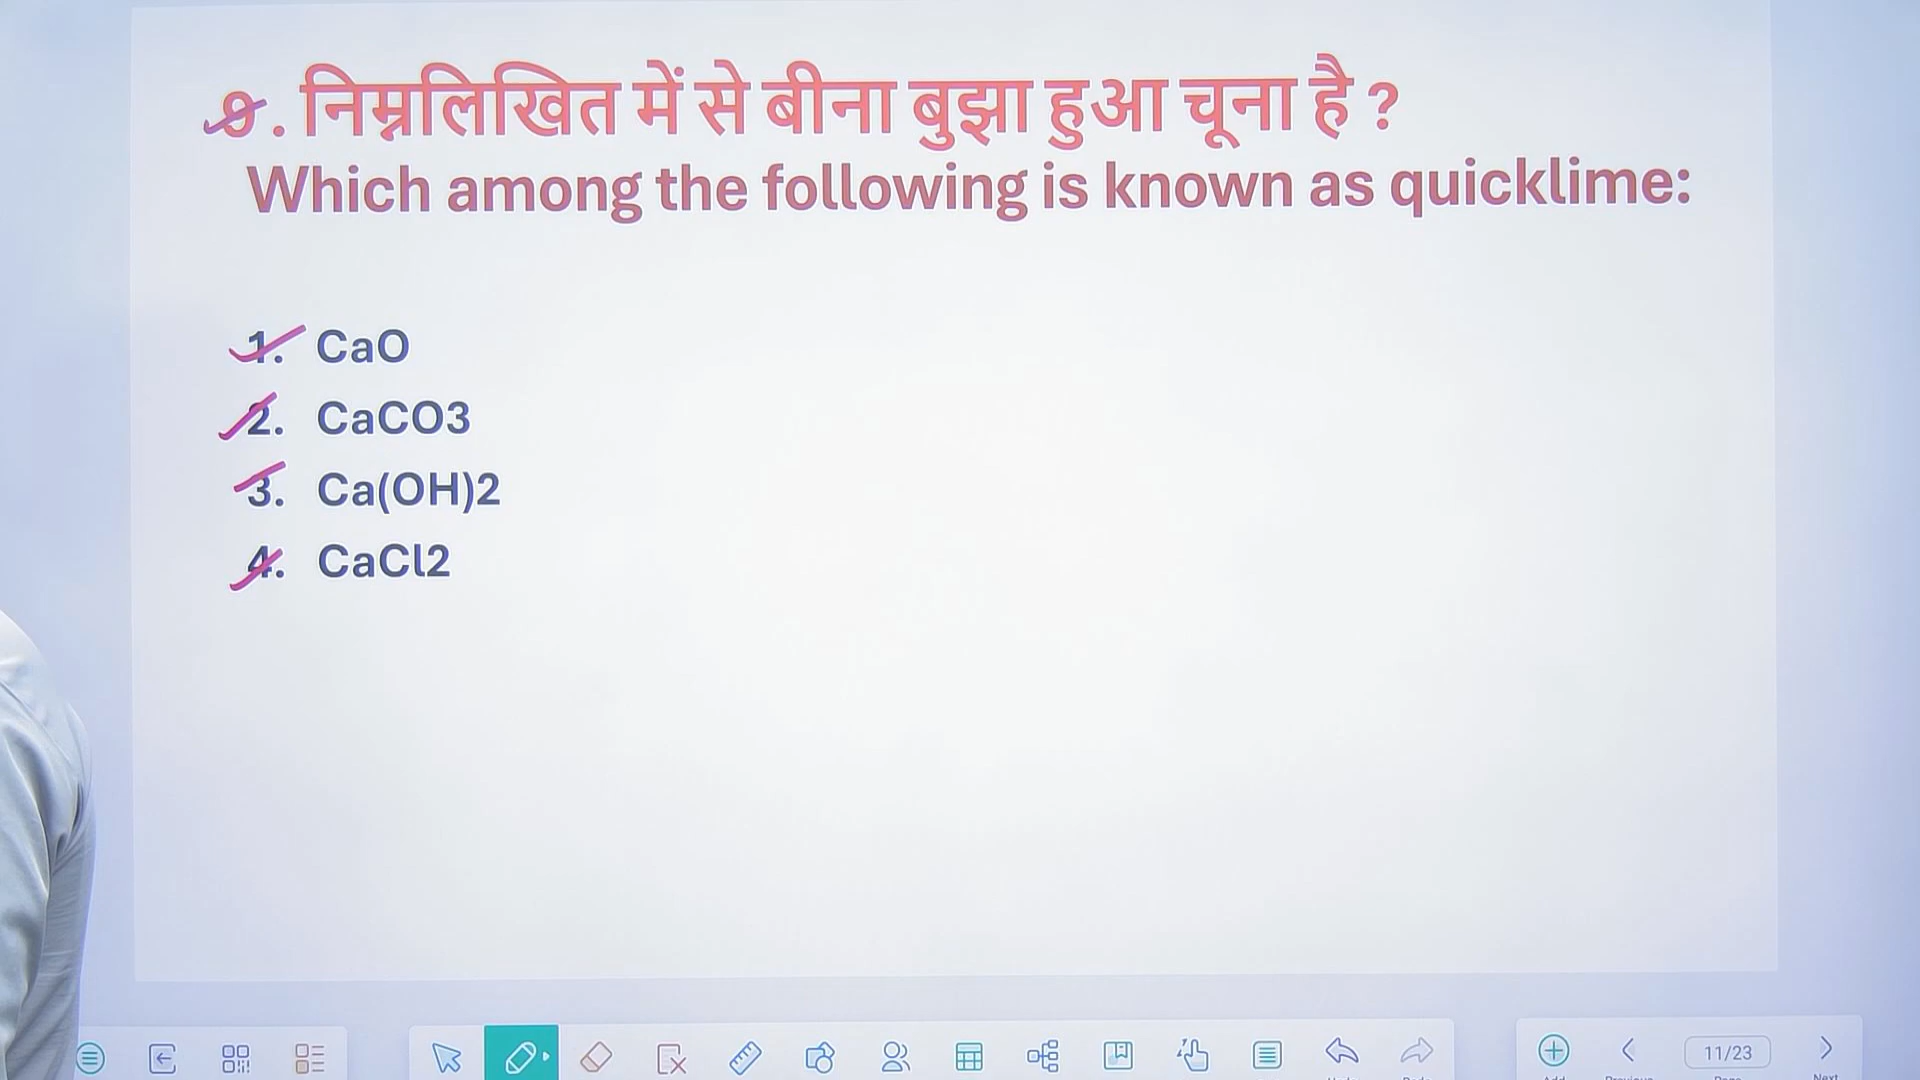 9. निम्नलिखित में से बीना बुझा हुआ चूना है ?
Which among the following is known as quicklime:
1. CaO
2. CaCO3
3. Ca(OH)2
4. CaCl2
11/23